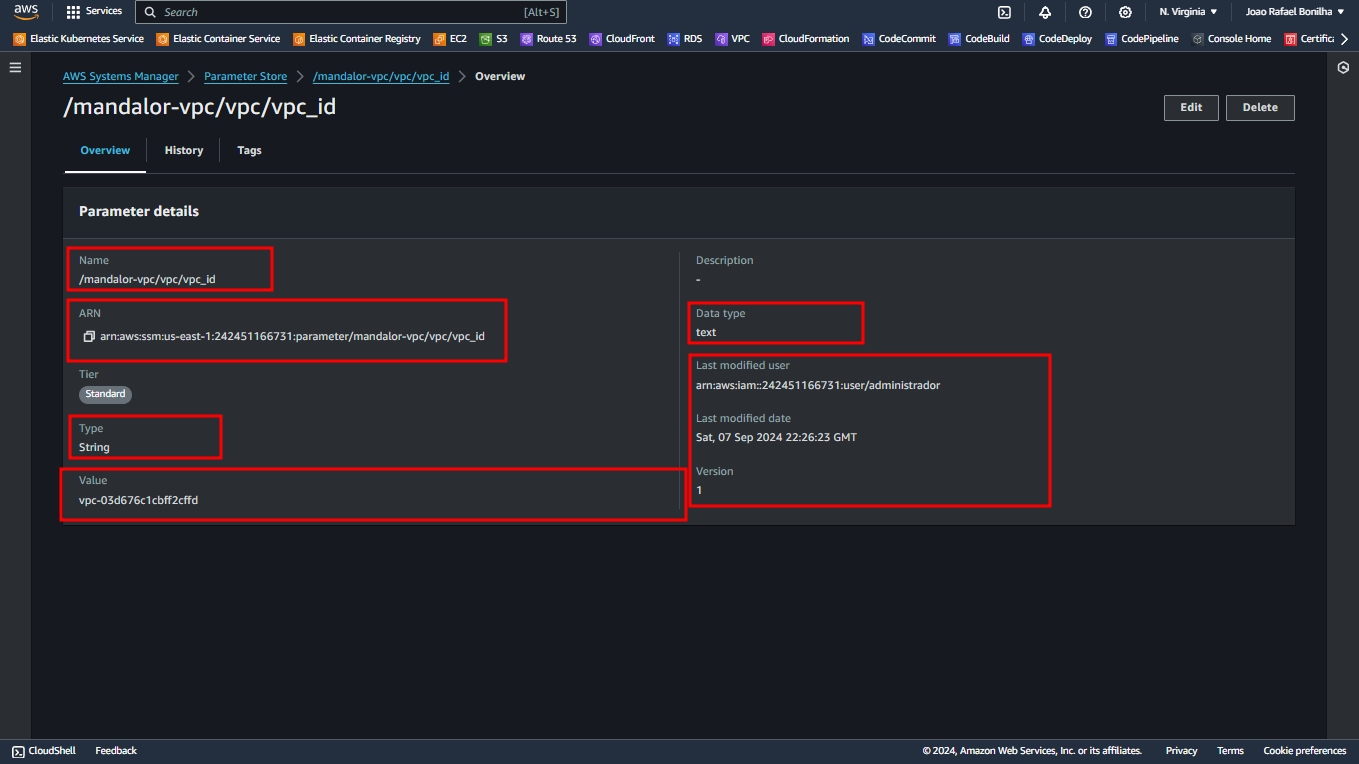 aws
Services
Search
[Alt+S]
N. Virginia
Joao Rafael Bonilha
Elastic Kubernetes Service
Elastic Container Service
Elastic Container Registry
EC2
S3
Route 53
CloudFront
RDS
VPC
CloudFormation
CodeCommit
CodeBuild
CodeDeploy
CodePipeline
Console Home
Certifica
AWS Systems Manager
Parameter Store
/mandalor-vpc/vpc/vpc_id
Overview
/mandalor-vpc/vpc/vpc_id
Edit
Delete
Overview
History
Tags
Parameter details
Name
/mandalor-vpc/vpc/vpc_id
ARN
arn:aws:ssm:us-east-1:242451166731:parameter/mandalor-vpc/vpc/vpc_id
Tier
Standard
Type
String
Value
vpc-03d676c1cbff2cffd
Description
-
Data type
text
Last modified user
arn:aws:iam::242451166731:user/administrador
Last modified date
Sat, 07 Sep 2024 22:26:23 GMT
Version
1
CloudShell
Feedback
© 2024, Amazon Web Services, Inc. or its affiliates.
Privacy
Terms
Cookie preferences